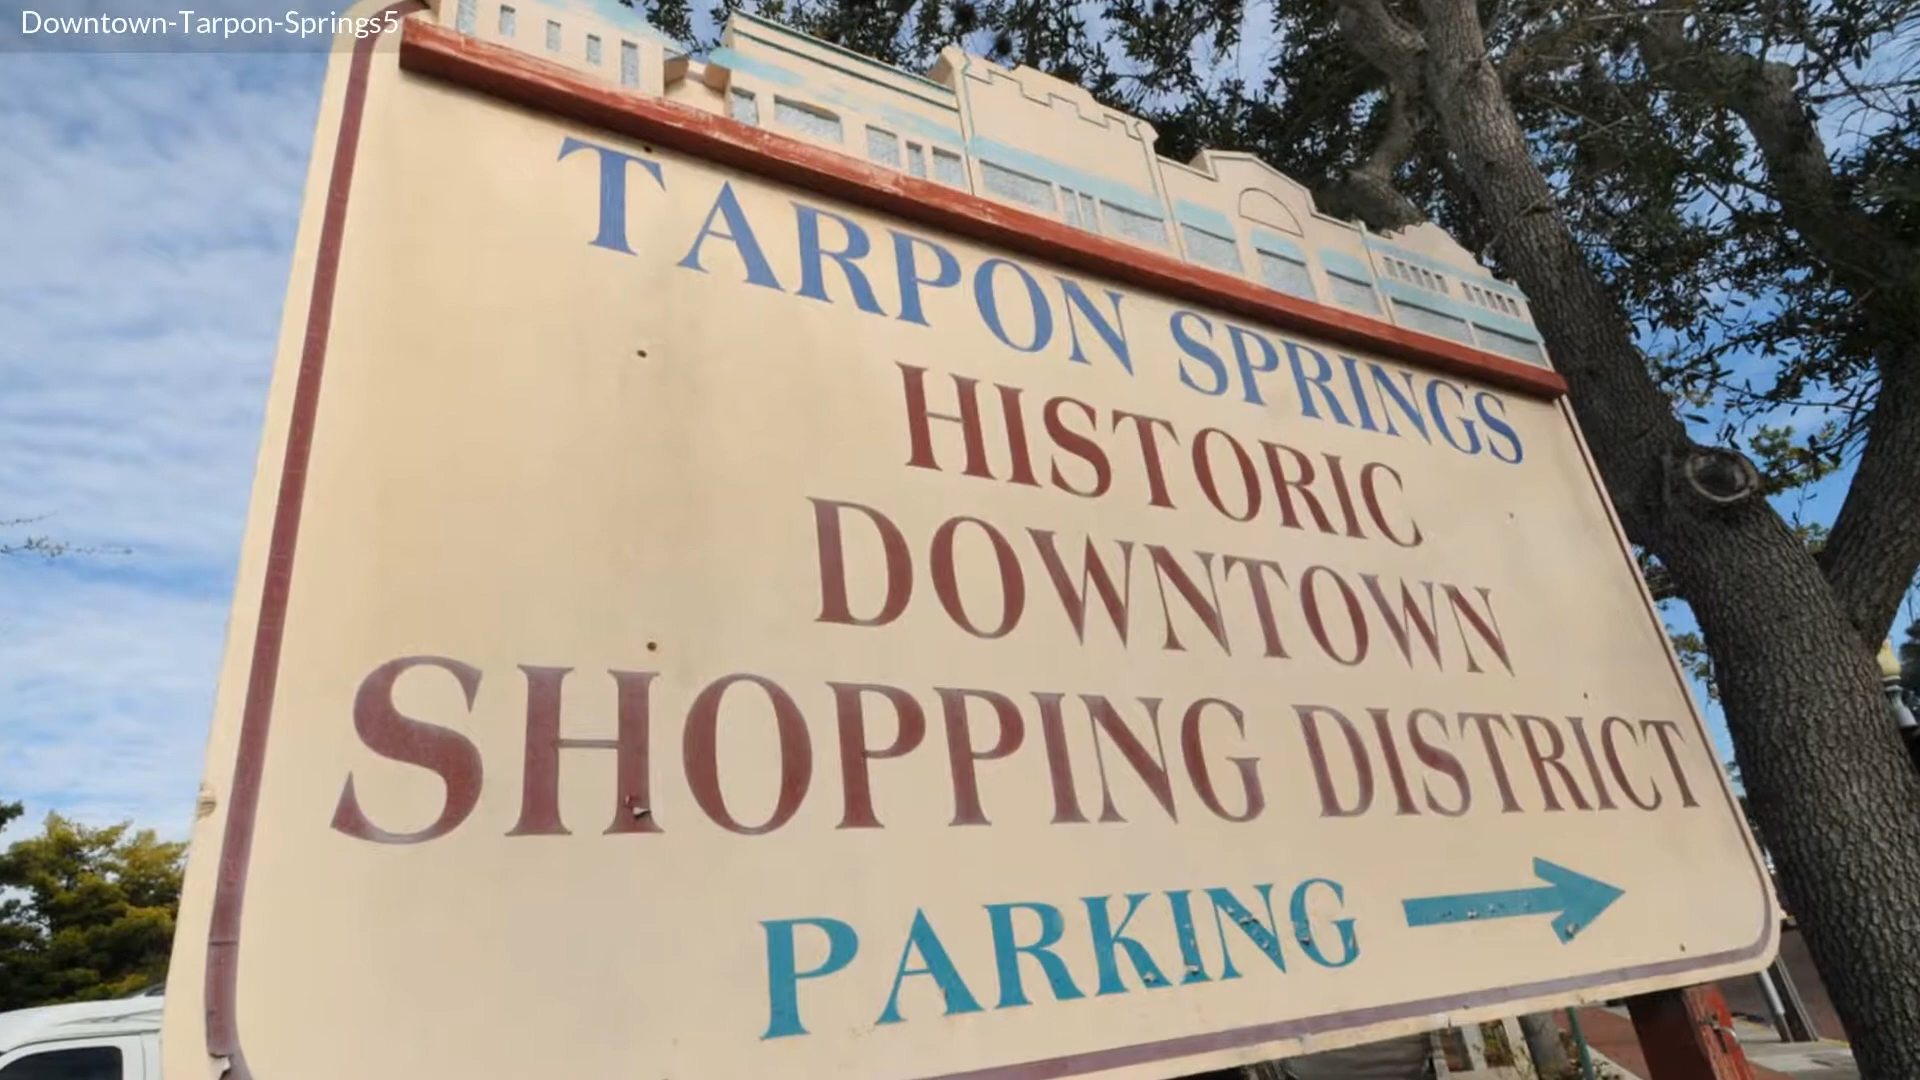 Downtown-Tarpon-Springs5
TARPON SPRINGS
HISTORIC
DOWNTOWN
SHOPPING DISTRICT
PARKING